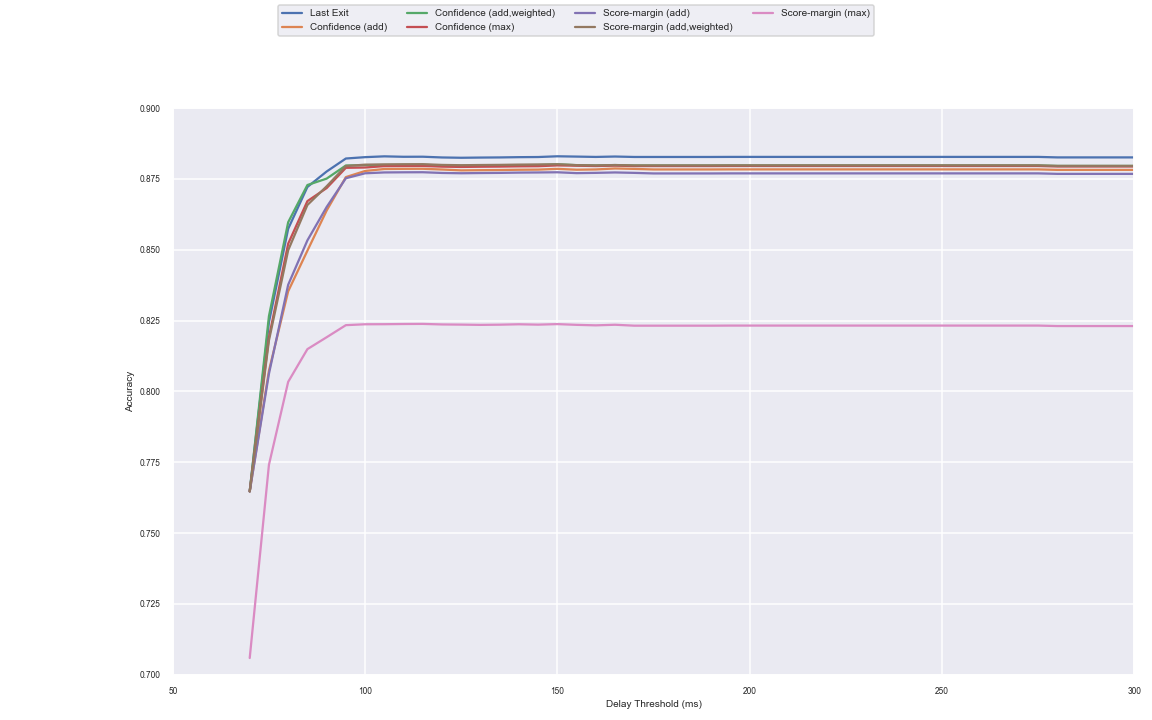 Last Exit Confidence (add,weighted) Score-margin (add) Score-margin (max)
Confidence (add) Confidence (max) Score-margin (add,weighted)
0.900
0.875
0.850
0.825
0.800
Accuracy
0.775
0.750
0.725
0.700
50 100 150 200 250 300
Delay Threshold (ms)